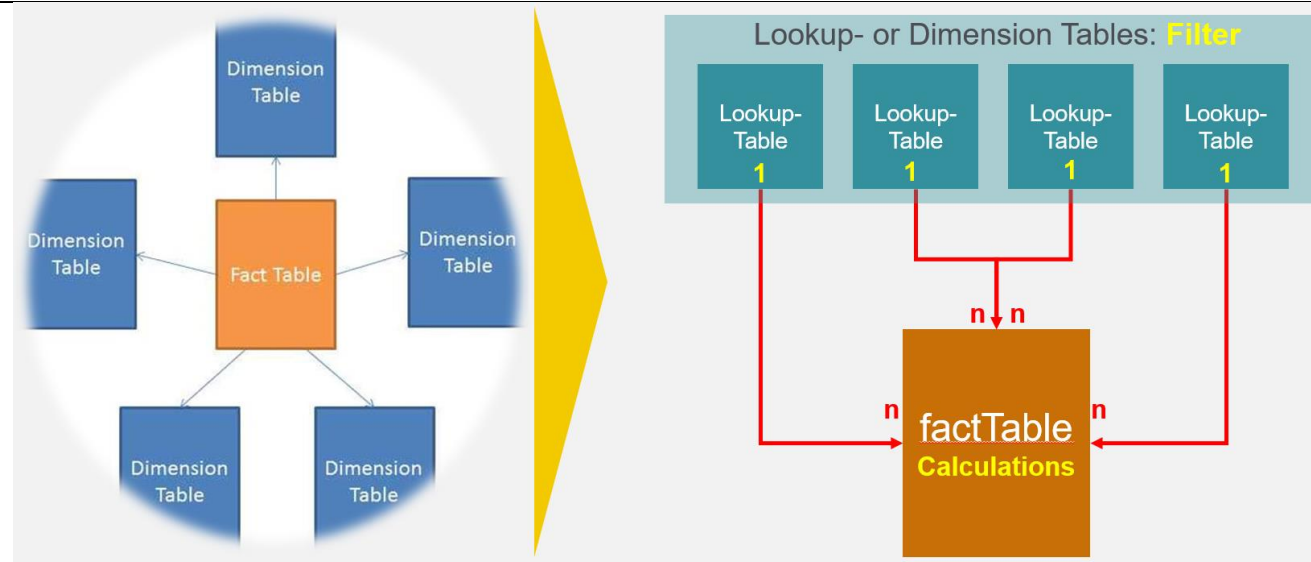 Dimension
Table
Dimension
Table
Fact Table
Dimension
Table
Dimension
Table
Dimension
Table
Lookup- or Dimension Tables: Filter
Lookup-
Table
1
Lookup-
Table
1
Lookup-
Table
1
Lookup-
Table
1
n n
n
n
factTable
Calculations